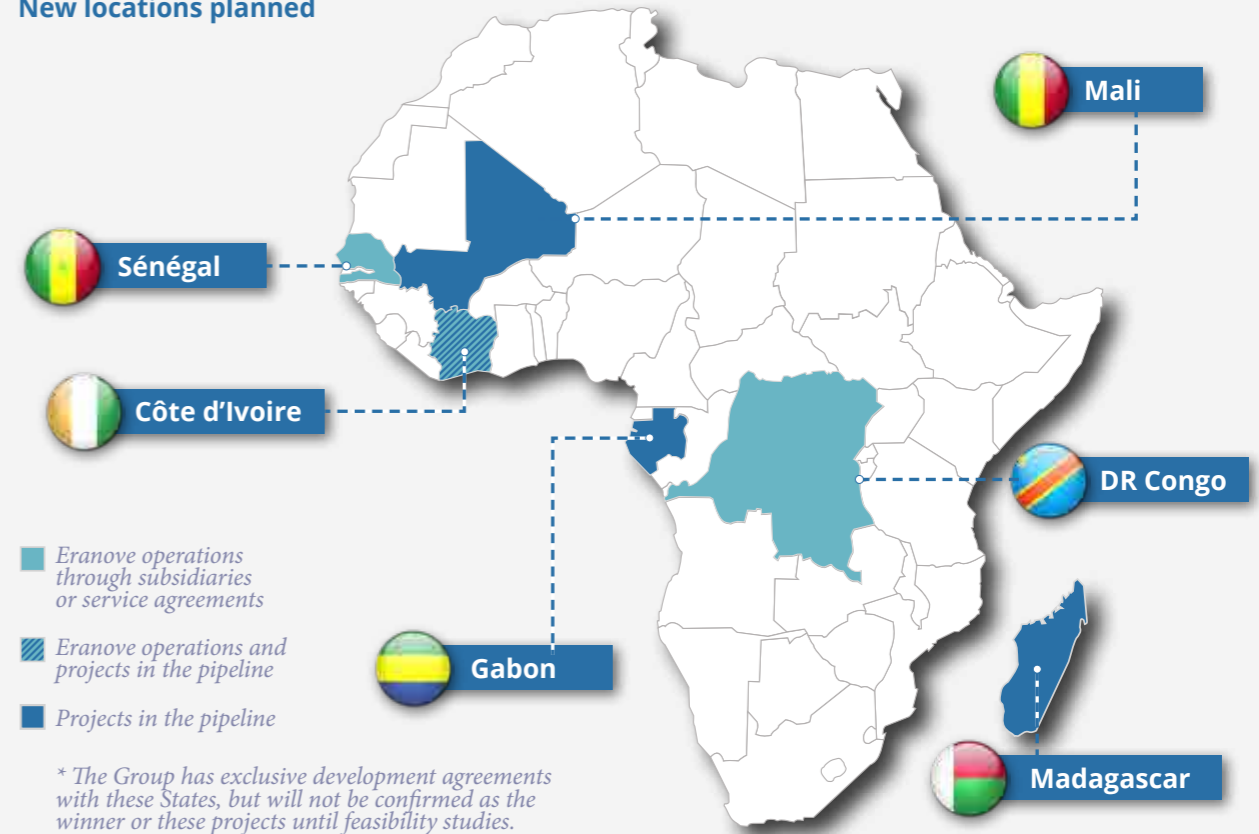 New locations planned
Mali
Sénégal
Côte d’Ivoire
DR Congo
Eranove operations
through subsidiaries
or service agreements
Eranove operations and
projects in the pipeline
Gabon
Projects in the pipeline
* The Group has exclusive development agreements
with these States, but will not be confirmed as the
winner or these projects until feasibility studies.
Madagascar